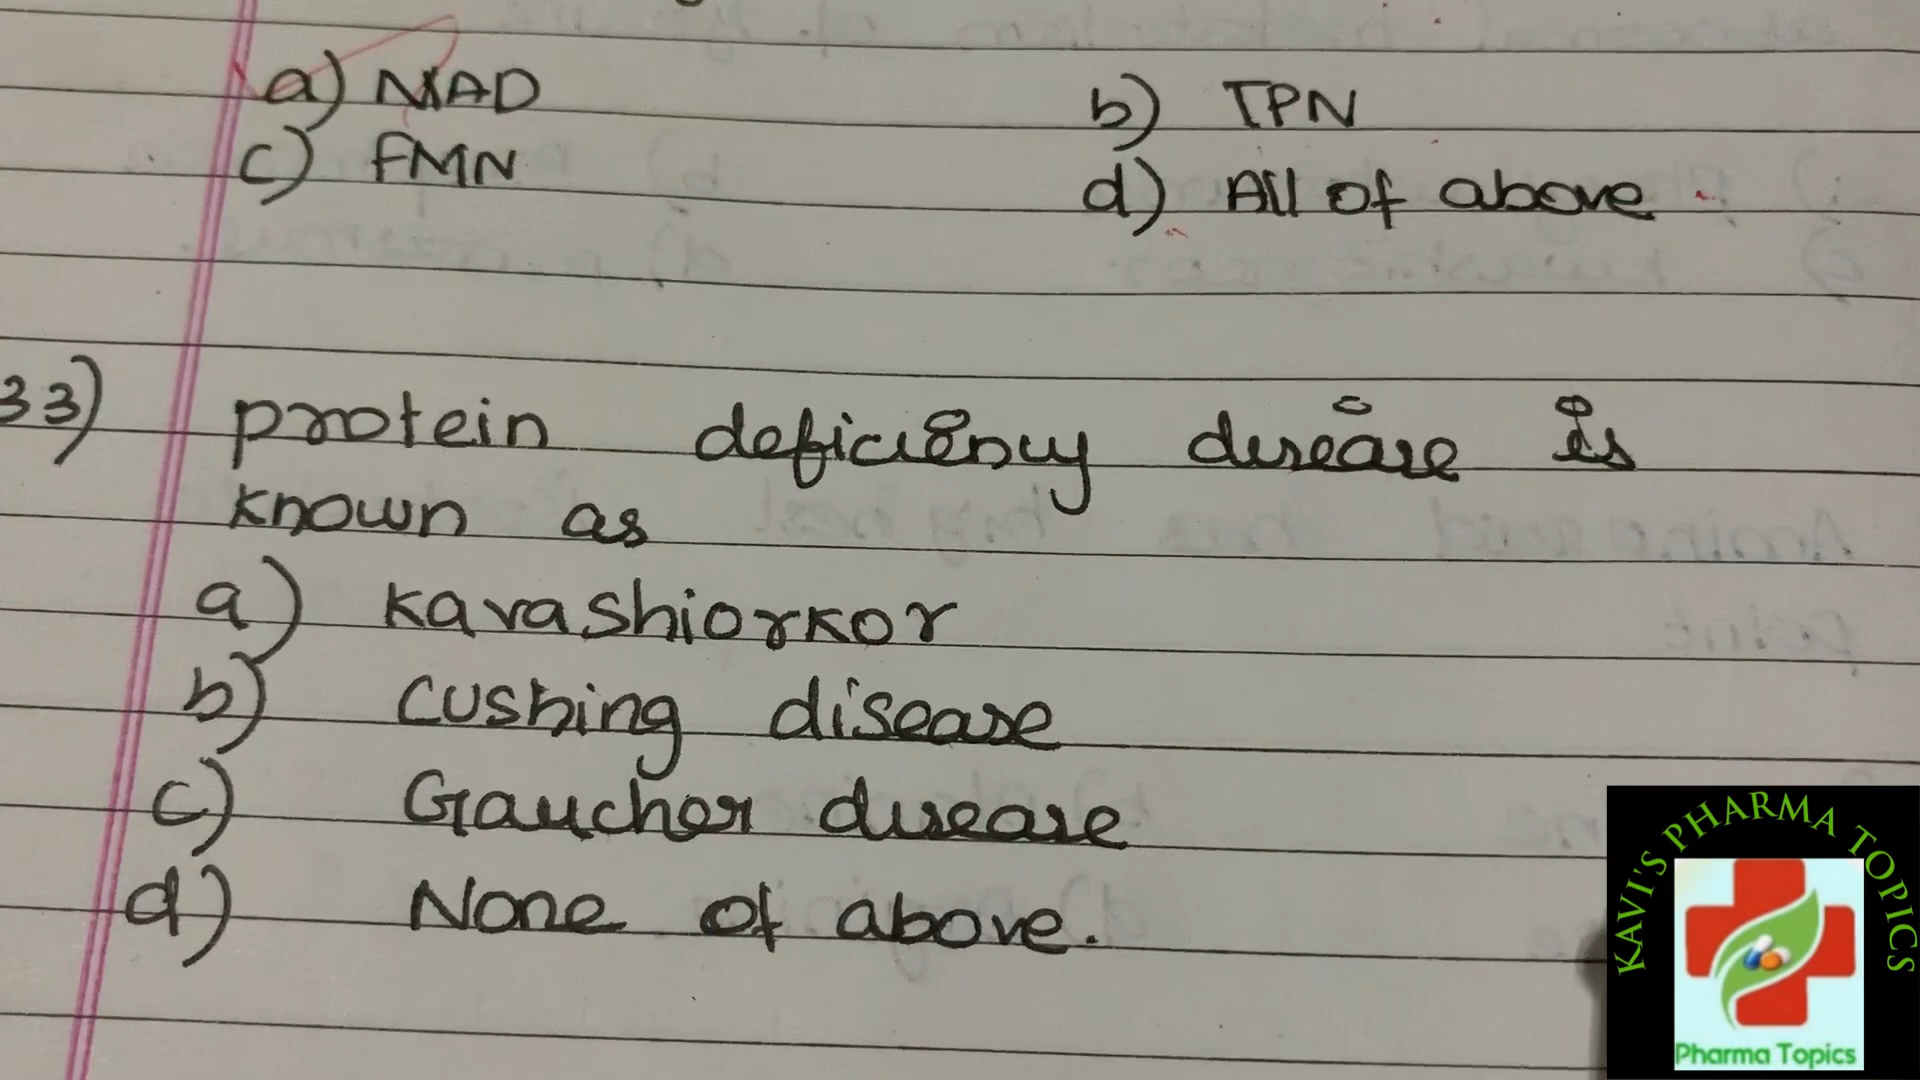 a) NAD b) TPN
c) FMN d) All of above.
33) protein deficiency disease is
known as
a) Kavashiorkor
b) cushing disease
c) Gaucher disease
d) None of above.
KAVI'S PHARMA TOPICS
Pharma Topics